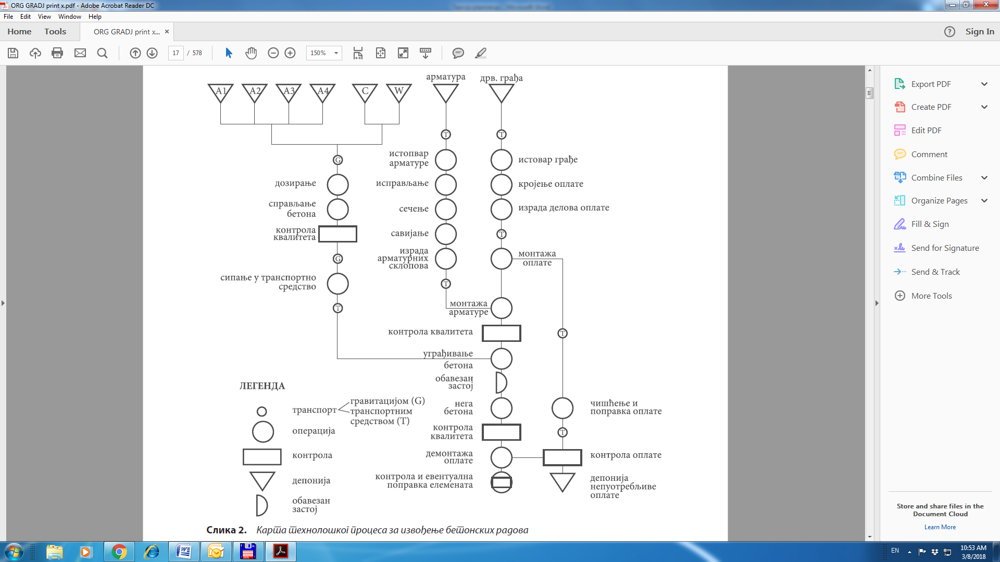 ORG GRADJ print x.pdf - Adobe Acrobat Reader DC
File Edit View Window Help
Home Tools ORG GRADJ print x... ×
Sign In
17 / 578
150%
арматура
дрв. грађа
A1 A2 A3 A4 C W
T T
G
истопвар
арматуре
истовар грађе
дозирање
исправљање
кројење оплате
справљање
бетона
сечење
израда делова оплате
контрола
квалитета
савијање
T
G
израда
арматурних
склопова
монтажа
оплате
сипање у транспортно
средство
T
T
монтажа
арматуре
контрола квалитета
T
уграђивање
бетона
обавезан
застој
нега
бетона
чишћење и
поправка оплате
контрола
квалитета
T
демонтажа
оплате
контрола оплате
контрола и евентуална
поправка елемената
депонија
непуотребљиве
оплате
ЛЕГЕНДА
транспорт
гравитацијом (G)
транспортним
средством (T)
операција
контрола
депонија
обавезан
застој
Слика 2. Карта технолошког процеса за извођење бетонских радова
Export PDF
Create PDF
Edit PDF
Comment
Combine Files
Organize Pages
Fill & Sign
Send for Signature
Send & Track
More Tools
Store and share files in the
Document Cloud
Learn More
EN
10:53 AM
3/8/2018